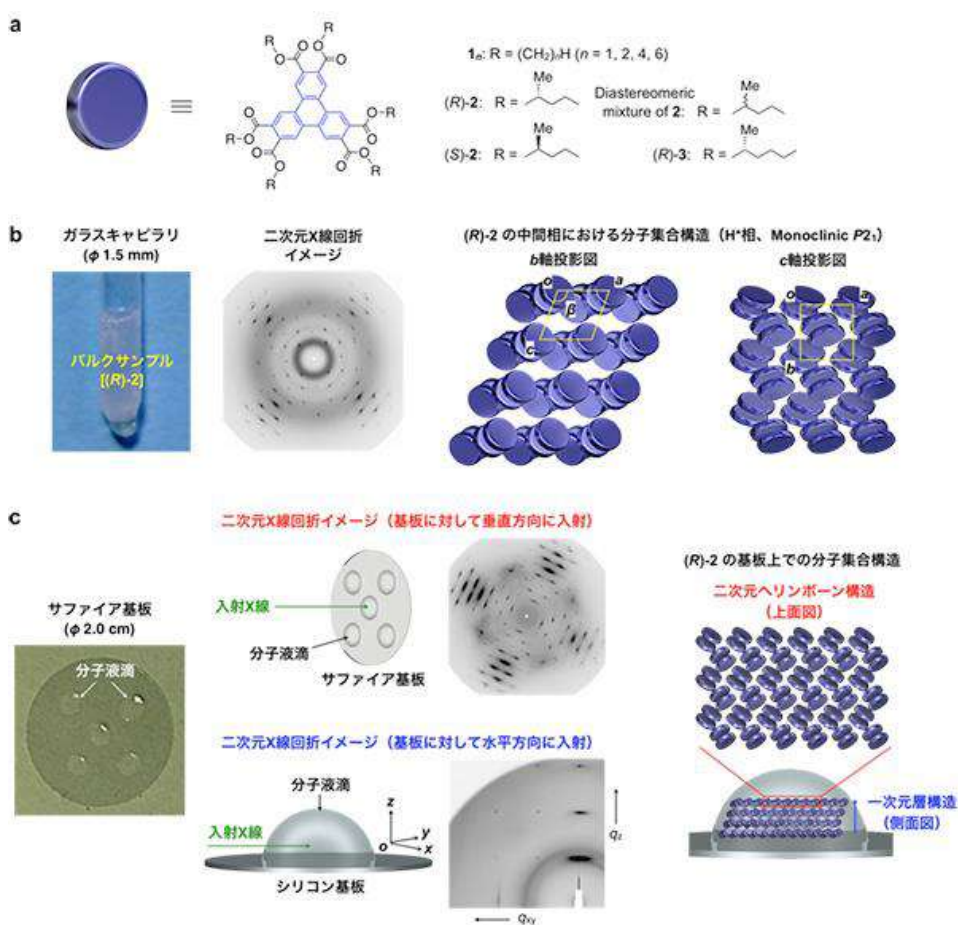 a
R R
O O
O O
R-O O O O-R
O O O O
R R
1n: R = (CH2)nH (n = 1, 2, 4, 6)
Me
(R)-2: R =
Diastereomeric
mixture of 2: R =
Me
Me
(S)-2: R =
Me
(R)-3: R =
b
ガラスキャピラリ
(φ 1.5 mm)
バルクサンプル
[(R)-2]
二次元X線回折
イメージ
(R)-2 の中間相における分子集合構造（H*相、Monoclinic P21）
b軸投影図
o a
β
c
c軸投影図
o a
b
c
サファイア基板
(φ 2.0 cm)
分子液滴
二次元X線回折イメージ（基板に対して垂直方向に入射）
入射X線
分子液滴
サファイア基板
二次元X線回折イメージ（基板に対して水平方向に入射）
分子液滴
入射X線
z
y
o x
シリコン基板
qz
qxy
(R)-2 の基板上での分子集合構造
二次元ヘリンボーン構造
（上面図）
一次元層構造
（側面図）